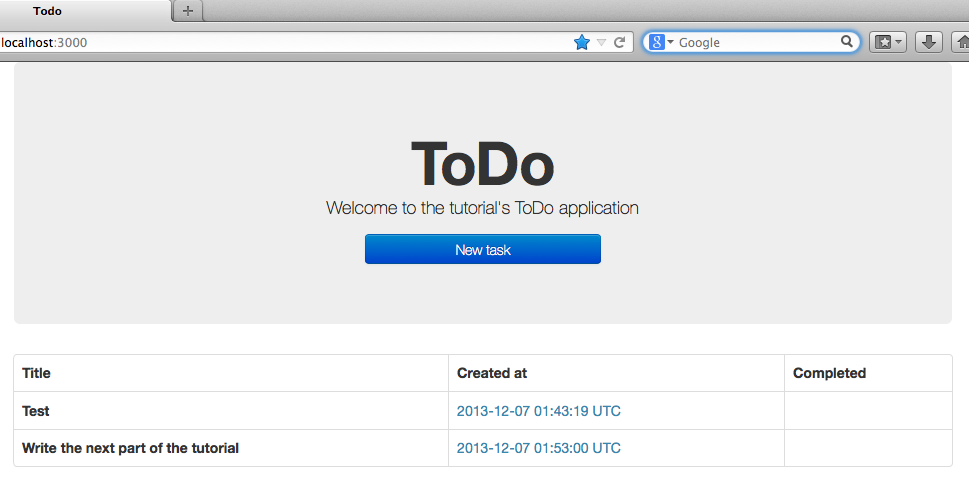 Todo
localhost:3000
Google
ToDo
Welcome to the tutorial's ToDo application
New task
Title Created at Completed
Test 2013-12-07 01:43:19 UTC
Write the next part of the tutorial 2013-12-07 01:53:00 UTC